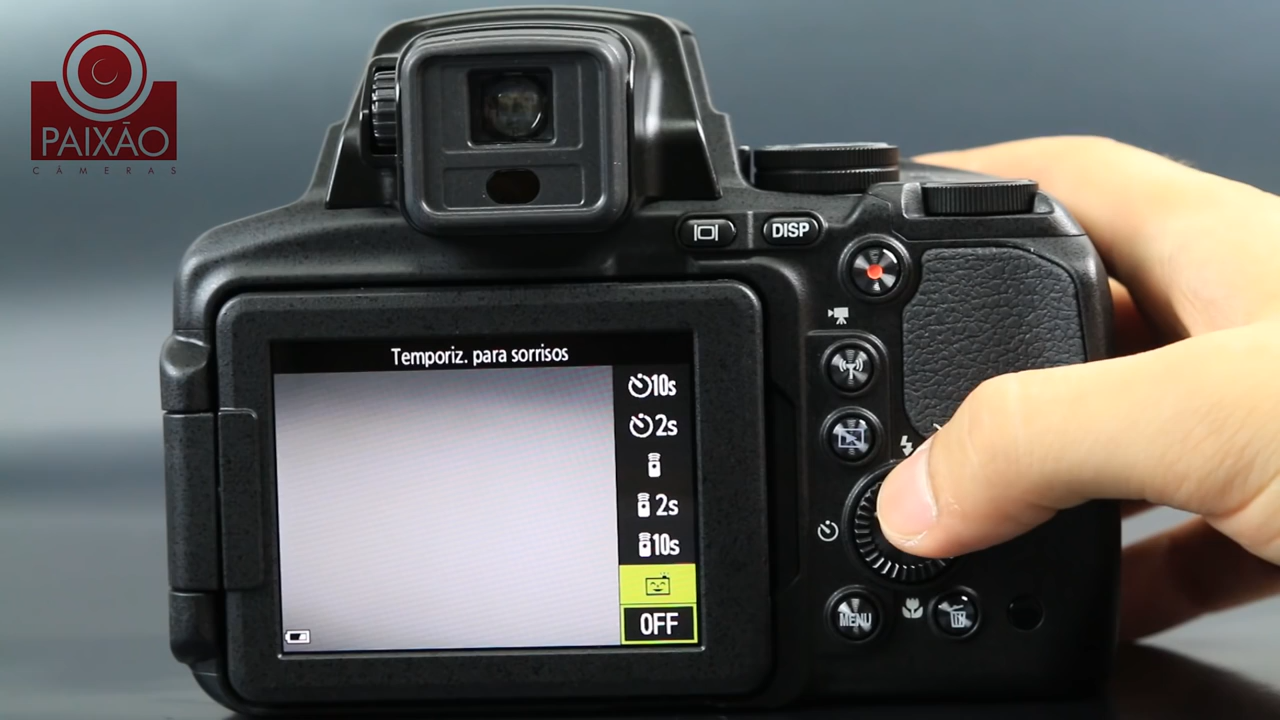 PAIXÃO
CÂMERAS
DISP
Temporiz. para sorrisos
10s
2s
2s
10s
OFF
MENU